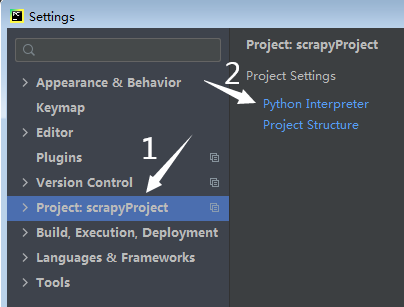 Settings
Appearance & Behavior
Keymap
Editor
Plugins
Version Control
Project: scrapyProject
Build, Execution, Deployment
Languages & Frameworks
Tools
Project: scrapyProject
Project Settings
Python Interpreter
Project Structure
1
2